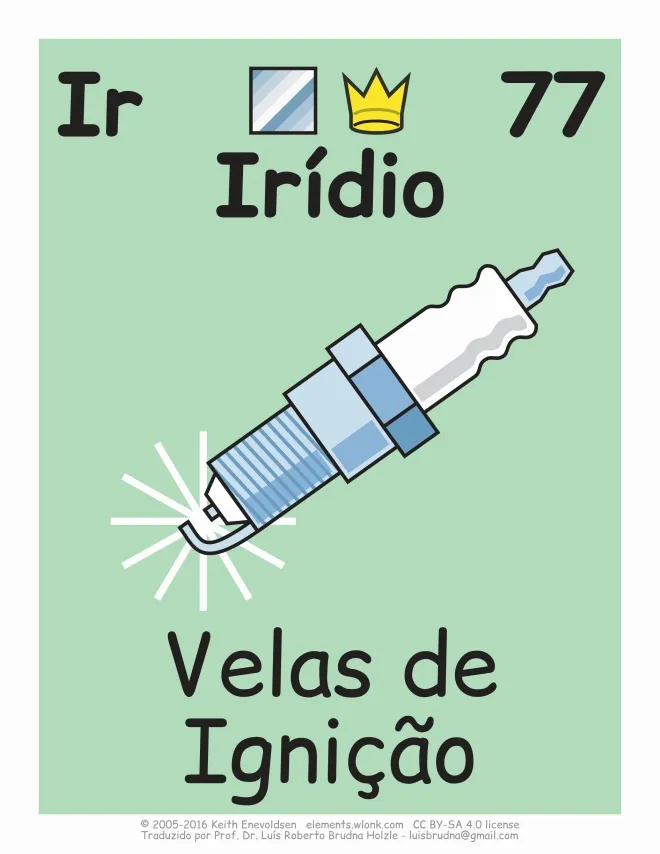 Ir 77
Irídio
Velas de
Ignição
© 2005-2016 Keith Enevoldsen elements.wlonk.com CC BY-SA 4.0 license
Traduzido por Prof. Dr. Luís Roberto Brudna Holzle - luisbrudna@gmail.com